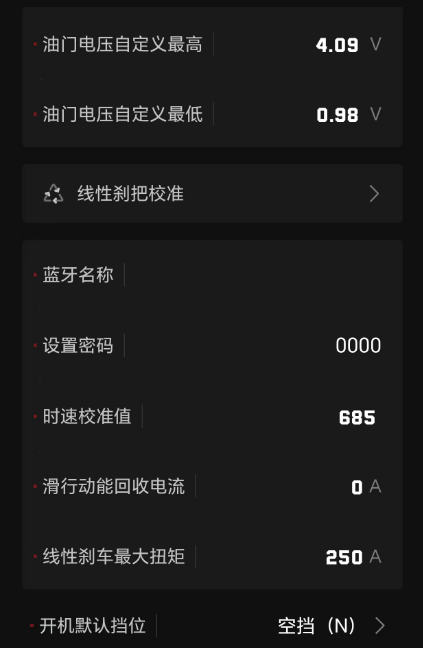 油门电压自定义最高 4.09 V
油门电压自定义最低 0.98 V
线性刹把校准
蓝牙名称
设置密码 0000
时速校准值 685
滑行动能回收电流 0 A
线性刹车最大扭矩 250 A
开机默认挡位 空挡（N）